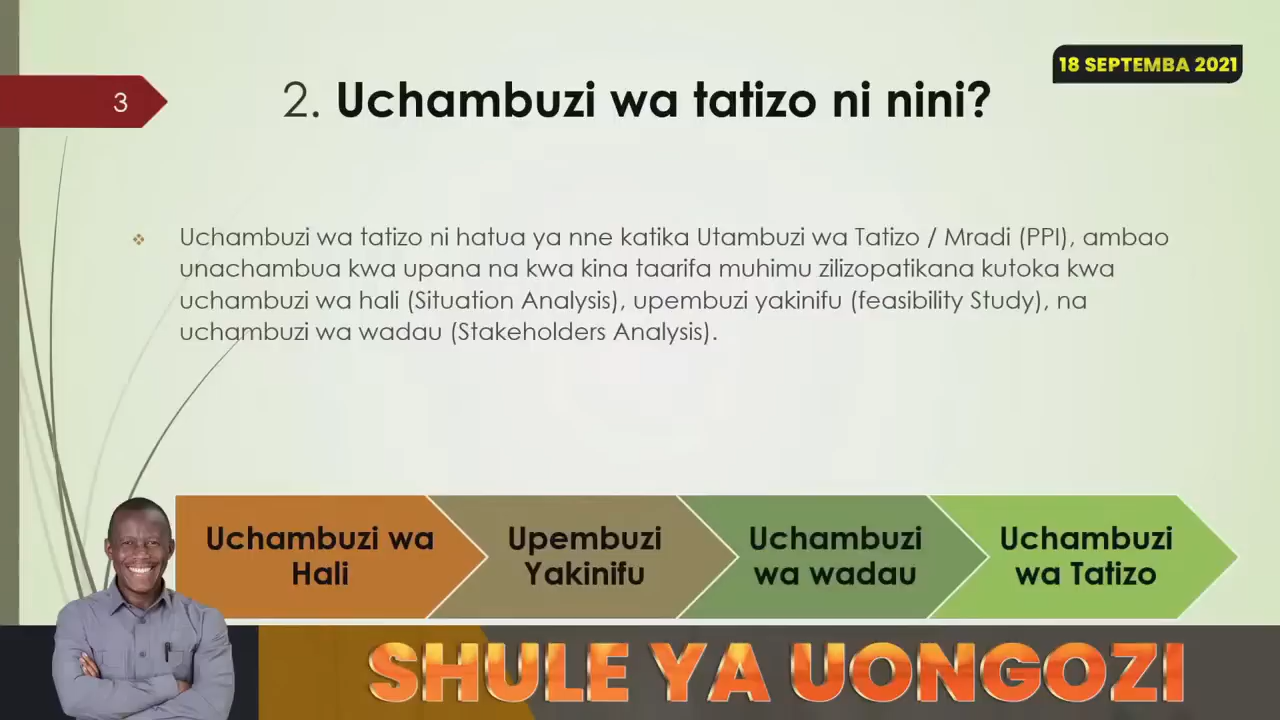 18 SEPTEMBA 2021
3
2. Uchambuzi wa tatizo ni nini?
Uchambuzi wa tatizo ni hatua ya nne katika Utambuzi wa Tatizo / Mradi (PPI), ambao
unachambua kwa upana na kwa kina taarifa muhimu zilizopatikana kutoka kwa
uchambuzi wa hali (Situation Analysis), upembuzi yakinifu (feasibility Study), na
uchambuzi wa wadau (Stakeholders Analysis).
Uchambuzi wa
Hali
Upembuzi
Yakinifu
Uchambuzi
wa wadau
Uchambuzi
wa Tatizo
SHULE YA UONGOZI